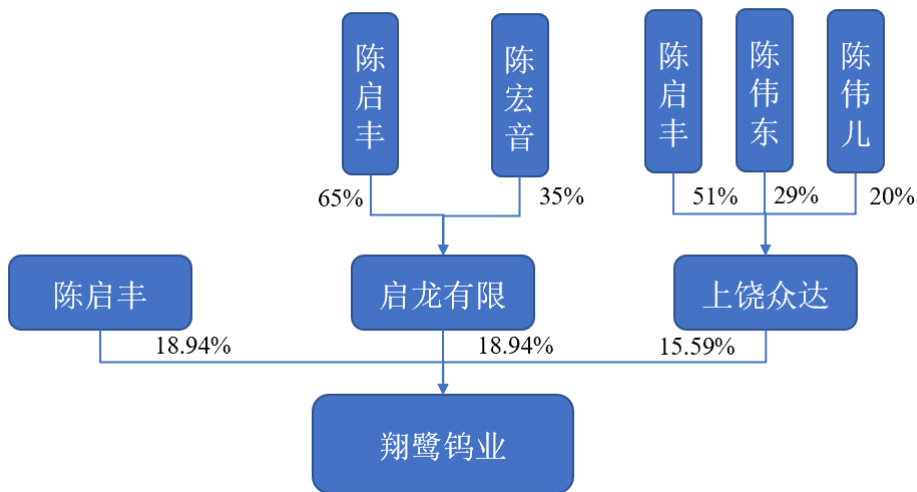 陈启丰
陈宏音
陈启丰
陈伟东
陈伟儿
65%
35%
51%
29%
20%
陈启丰
启龙有限
上饶众达
18.94%
18.94%
15.59%
翔鹭钨业